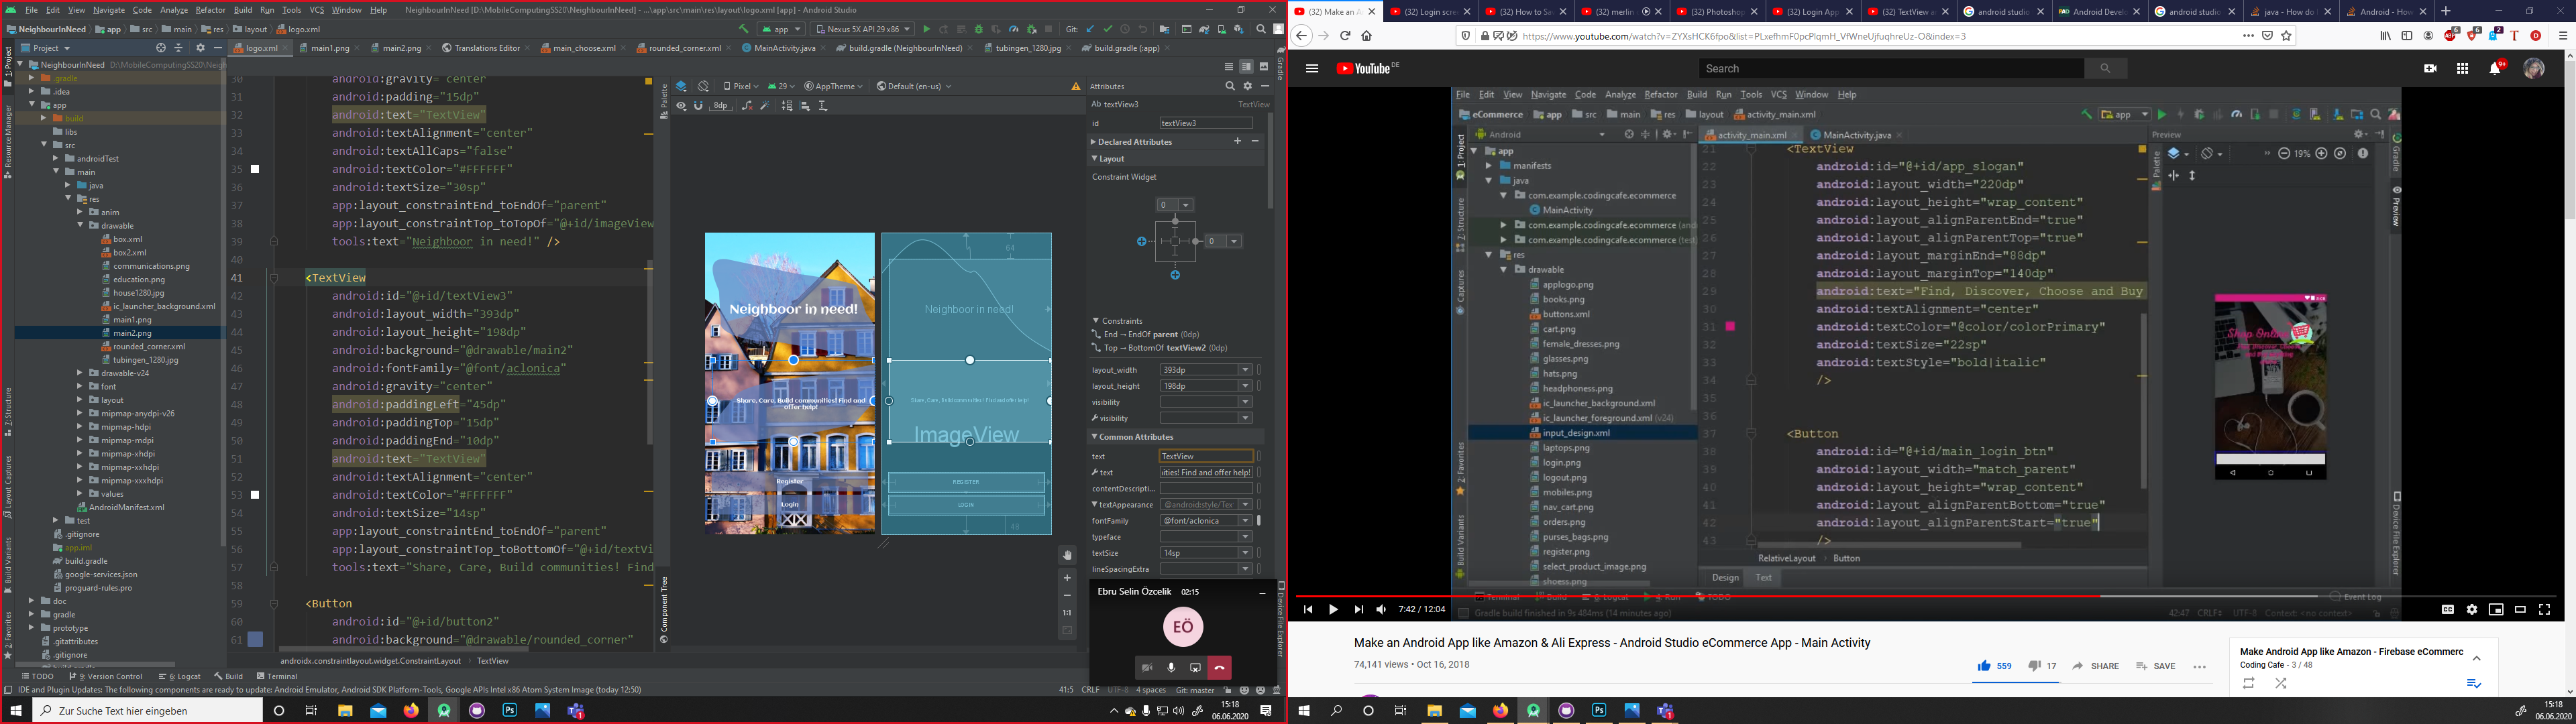 File Edit View Navigate Code Analyze Refactor Build Run Tools VCS Window Help NeighbourInNeed [D:\MobileComputingSS20\NeighbourInNeed] - ...\app\src\main\res\layout\logo.xml [app] - Android Studio
NeighbourInNeed app src main res layout logo.xml
app Nexus 5X API 29 x86 Git:
Project
logo.xml main1.png main2.png Translations Editor main_choose.xml rounded_corner.xml MainActivity.java build.gradle (NeighbourInNeed) tubingen_1280.jpg build.gradle (:app)
NeighbourInNeed D:\MobileComputingSS20\Neigh
.gradle
.idea
app
build
libs
src
androidTest
main
java
res
anim
drawable
box.xml
box2.xml
communications.png
education.png
house1280.jpg
ic_launcher_background.xml
main1.png
main2.png
rounded_corner.xml
tubingen_1280.jpg
drawable-v24
font
layout
mipmap-anydpi-v26
mipmap-hdpi
mipmap-mdpi
mipmap-xhdpi
mipmap-xxhdpi
mipmap-xxxhdpi
values
AndroidManifest.xml
test
.gitignore
app.iml
build.gradle
google-services.json
proguard-rules.pro
doc
gradle
prototype
.gitattributes
.gitignore
30 android:gravity="center"
31 android:padding="15dp"
32 android:text="TextView"
33 android:textAlignment="center"
34 android:textAllCaps="false"
35 android:textColor="#FFFFFF"
36 android:textSize="30sp"
37 app:layout_constraintEnd_toEndOf="parent"
38 app:layout_constraintTop_toTopOf="@+id/imageView
39 tools:text="Neighboor in need!" />
40
41 <TextView
42 android:id="@+id/textView3"
43 android:layout_width="393dp"
44 android:layout_height="198dp"
45 android:background="@drawable/main2"
46 android:fontFamily="@font/aclonica"
47 android:gravity="center"
48 android:paddingLeft="45dp"
49 android:paddingTop="15dp"
50 android:paddingEnd="10dp"
51 android:text="TextView"
52 android:textAlignment="center"
53 android:textColor="#FFFFFF"
54 android:textSize="14sp"
55 app:layout_constraintEnd_toEndOf="parent"
56 app:layout_constraintTop_toBottomOf="@+id/textVi
57 tools:text="Share, Care, Build communities! Find
58
59 <Button
60 android:id="@+id/button2"
61 android:background="@drawable/rounded_corner"
androidx.constraintlayout.widget.ConstraintLayout TextView
Palette
Component Tree
Pixel 29 AppTheme Default (en-us)
8dp
Neighboor in need!
Share, Care, Build communities! Find and offer help!
Register
Login
64
Neighboor in need!
ImageView
REGISTER
LOGIN
48
1:1
Attributes
Ab textView3 TextView
id textView3
Declared Attributes
Layout
Constraint Widget
0
0
Constraints
End → EndOf parent (0dp)
Top → BottomOf textView2 (0dp)
layout_width 393dp
layout_height 198dp
visibility
visibility
Common Attributes
text TextView
text ities! Find and offer help!
contentDescripti...
textAppearance @android:style/Tex
fontFamily @font/aclonica
typeface
textSize 14sp
lineSpacingExtra
Ebru Selin Özcelik 02:15
EÖ
1: Project
Resource Manager
Z: Structure
Layout Captures
Build Variants
2: Favorites
Gradle
Device File Explorer
TODO 9: Version Control 6: Logcat Build Terminal
IDE and Plugin Updates: The following components are ready to update: Android Emulator, Android SDK Platform-Tools, Google APIs Intel x86 Atom System Image (today 12:50)
41:5 CRLF UTF-8 4 spaces Git: master
Zur Suche Text hier eingeben
15:18
06.06.2020
(32) Make an A (32) Login scre (32) How to Sa (32) merlin (32) Photoshop (32) Login App (32) TextView a android studio Android Develo android studio java - How do Android - How
https://www.youtube.com/watch?v=ZYXsHCK6fpo&list=PLxefhmF0pcPlqmH_VfWneUjfuqhreUz-O&index=3
YouTube DE
Search
9+
File Edit View Navigate Code Analyze Refactor Build Run Tools VCS Window Help
eCommerce app src main res layout activity_main.xml
app
Android
activity_main.xml MainActivity.java
Preview
19%
app
manifests
java
com.example.codingcafe.ecommerce
MainActivity
com.example.codingcafe.ecommerce (and
com.example.codingcafe.ecommerce (test
res
drawable
applogo.png
books.png
buttons.xml
cart.png
female_dresses.png
glasses.png
hats.png
headphoness.png
ic_launcher_background.xml
ic_launcher_foreground.xml (v24)
input_design.xml
laptops.png
login.png
logout.png
mobiles.png
nav_cart.png
orders.png
purses_bags.png
register.png
select_product_image.png
shoess.png
21 <TextView
22 android:id="@+id/app_slogan"
23 android:layout_width="220dp"
24 android:layout_height="wrap_content"
25 android:layout_alignParentEnd="true"
26 android:layout_alignParentTop="true"
27 android:layout_marginEnd="88dp"
28 android:layout_marginTop="140dp"
29 android:text="Find, Discover, Choose and Buy
30 android:textAlignment="center"
31 android:textColor="@color/colorPrimary"
32 android:textSize="22sp"
33 android:textStyle="bold|italic"
34 />
35
36
37 <Button
38 android:id="@+id/main_login_btn"
39 android:layout_width="match_parent"
40 android:layout_height="wrap_content"
41 android:layout_alignParentBottom="true"
42 android:layout_alignParentStart="true"
43 />
RelativeLayout Button
Design Text
Shop Online
Terminal Build 6: Logcat 4: Run TODO Event Log
Gradle build finished in 9s 484ms (14 minutes ago) 42:47 CRLF: UTF-8 Context: <no context>
7:42 / 12:04
Make an Android App like Amazon & Ali Express - Android Studio eCommerce App - Main Activity
74,141 views • Oct 16, 2018
559 17 SHARE SAVE
Make Android App like Amazon - Firebase eCommerc
Coding Cafe - 3 / 48
15:18
06.06.2020